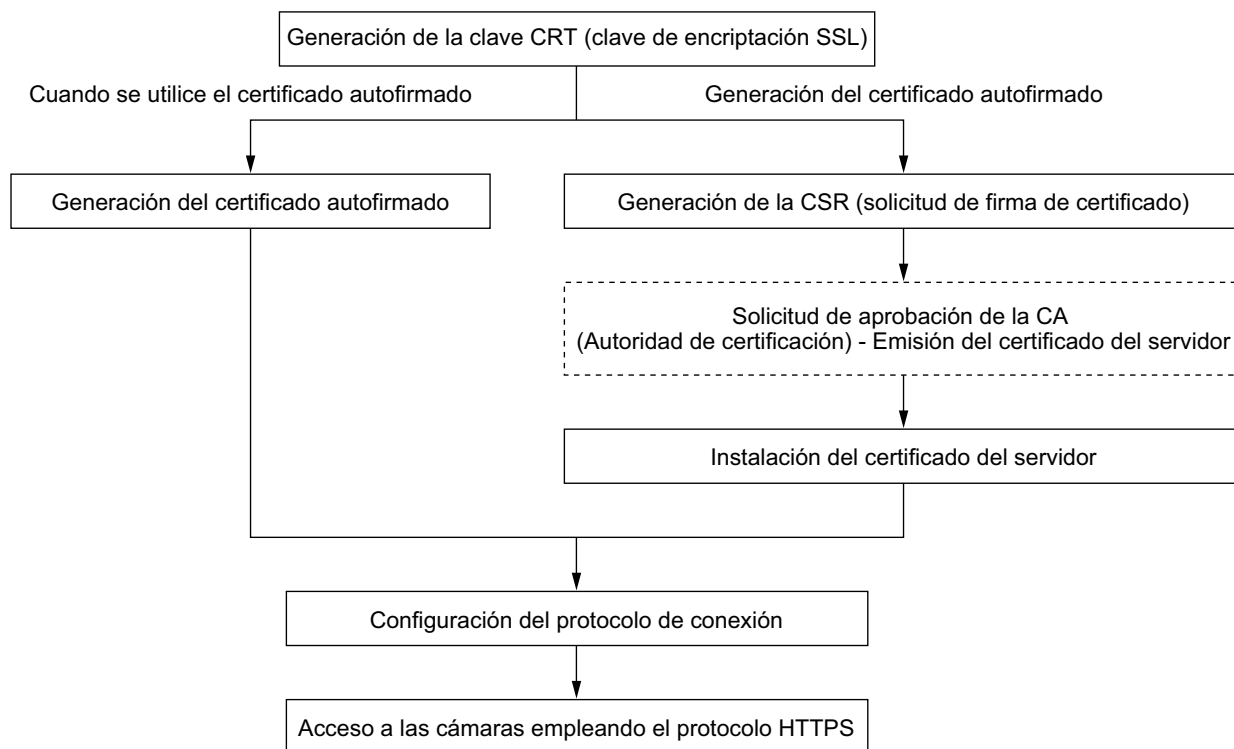 Generación de la clave CRT (clave de encriptación SSL)
Cuando se utilice el certificado autofirmado
Generación del certificado autofirmado
Generación del certificado autofirmado
Generación de la CSR (solicitud de firma de certificado)
Solicitud de aprobación de la CA
(Autoridad de certificación) - Emisión del certificado del servidor
Instalación del certificado del servidor
Configuración del protocolo de conexión
Acceso a las cámaras empleando el protocolo HTTPS